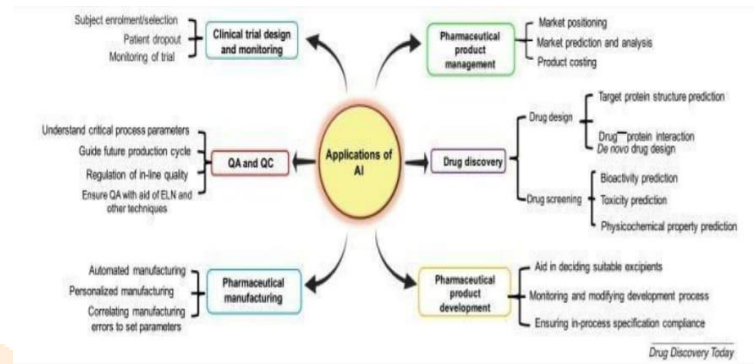 Subject enrolment/selection
Patient dropout
Monitoring of trial
Clinical trial design
and monitoring
Pharmaceutical
product
management
Market positioning
Market prediction and analysis
Product costing
Understand critical process parameters
Guide future production cycle
Regulation of in-line quality
Ensure QA with aid of ELN and
other techniques
QA and QC
Applications of
AI
Drug discovery
Drug design
Target protein structure prediction
Drug—protein interaction
De novo drug design
Drug screening
Bioactivity prediction
Toxicity prediction
Physicochemical property prediction
Automated manufacturing
Personalized manufacturing
Correlating manufacturing
errors to set parameters
Pharmaceutical
manufacturing
Pharmaceutical
product
development
Aid in deciding suitable excipients
Monitoring and modifying development process
Ensuring in-process specification compliance
Drug Discovery Today